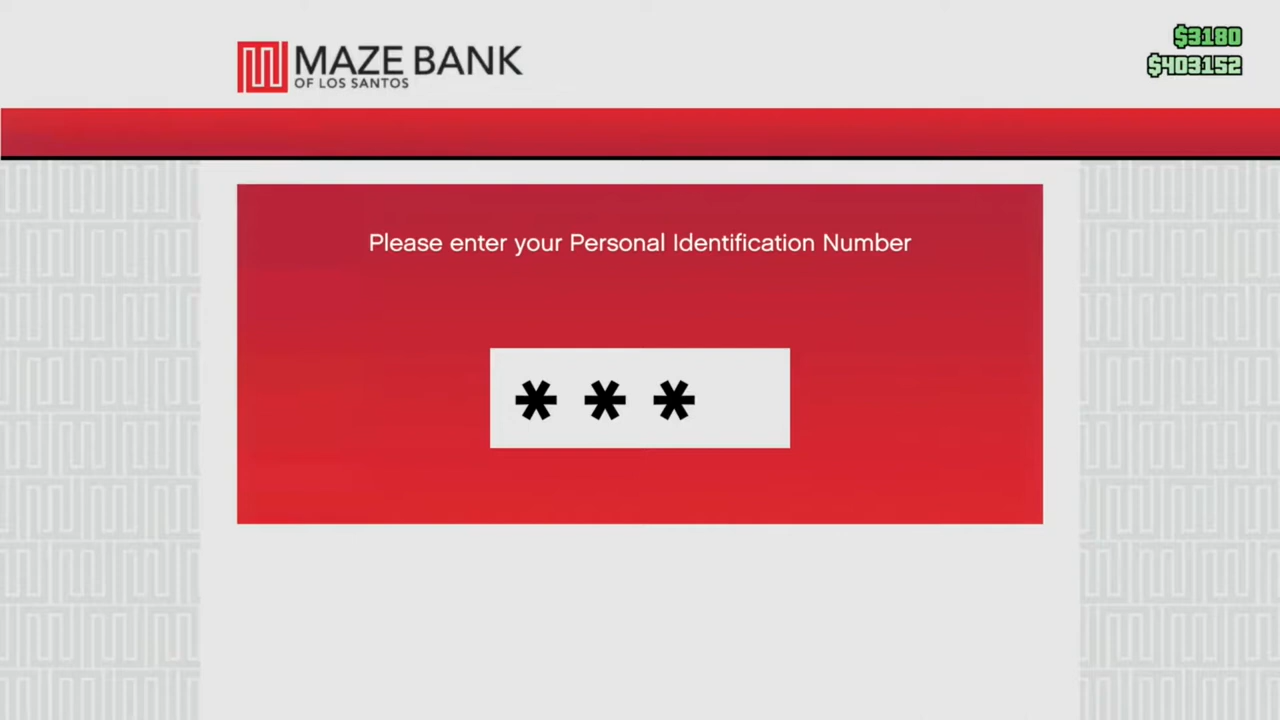 MAZE BANK
OF LOS SANTOS
$3180
$403152
Please enter your Personal Identification Number
* * *